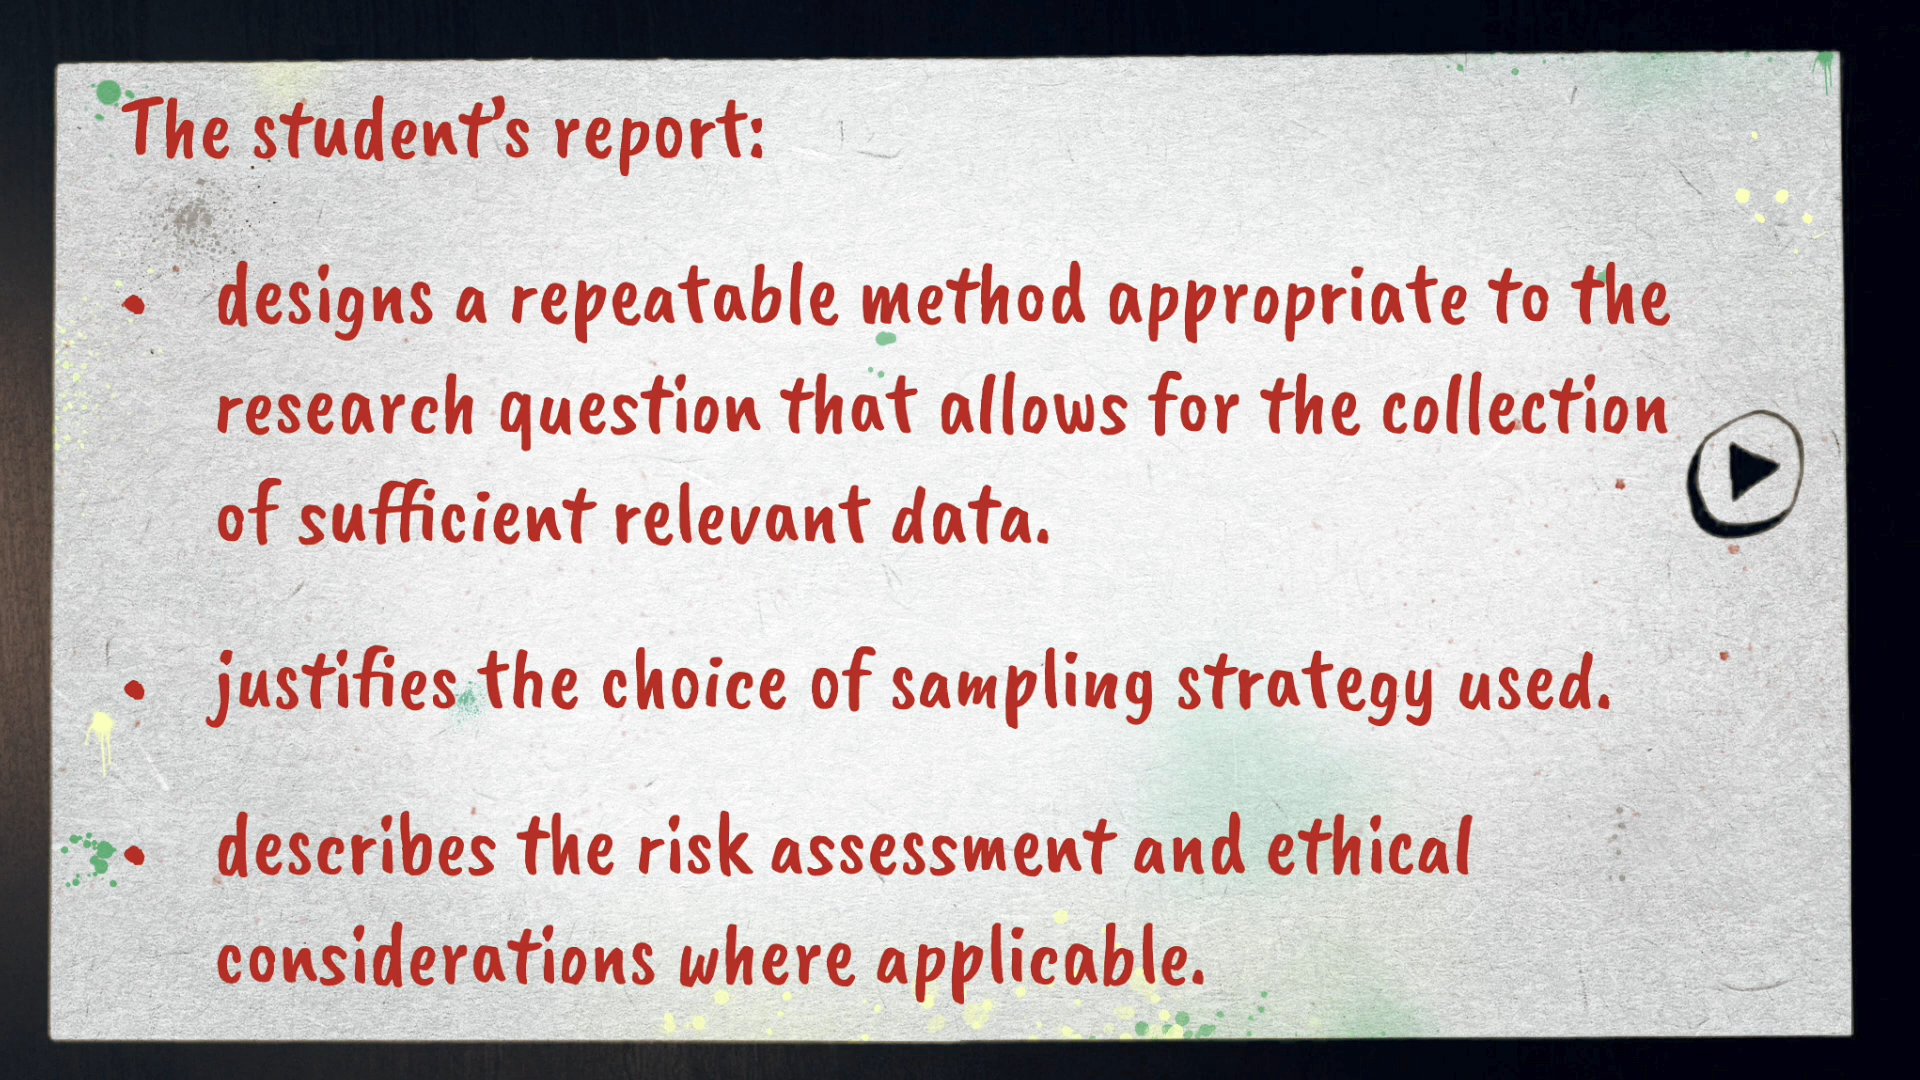 The student’s report:
• designs a repeatable method appropriate to the
research question that allows for the collection
of sufficient relevant data.
• justifies the choice of sampling strategy used.
• describes the risk assessment and ethical
considerations where applicable.